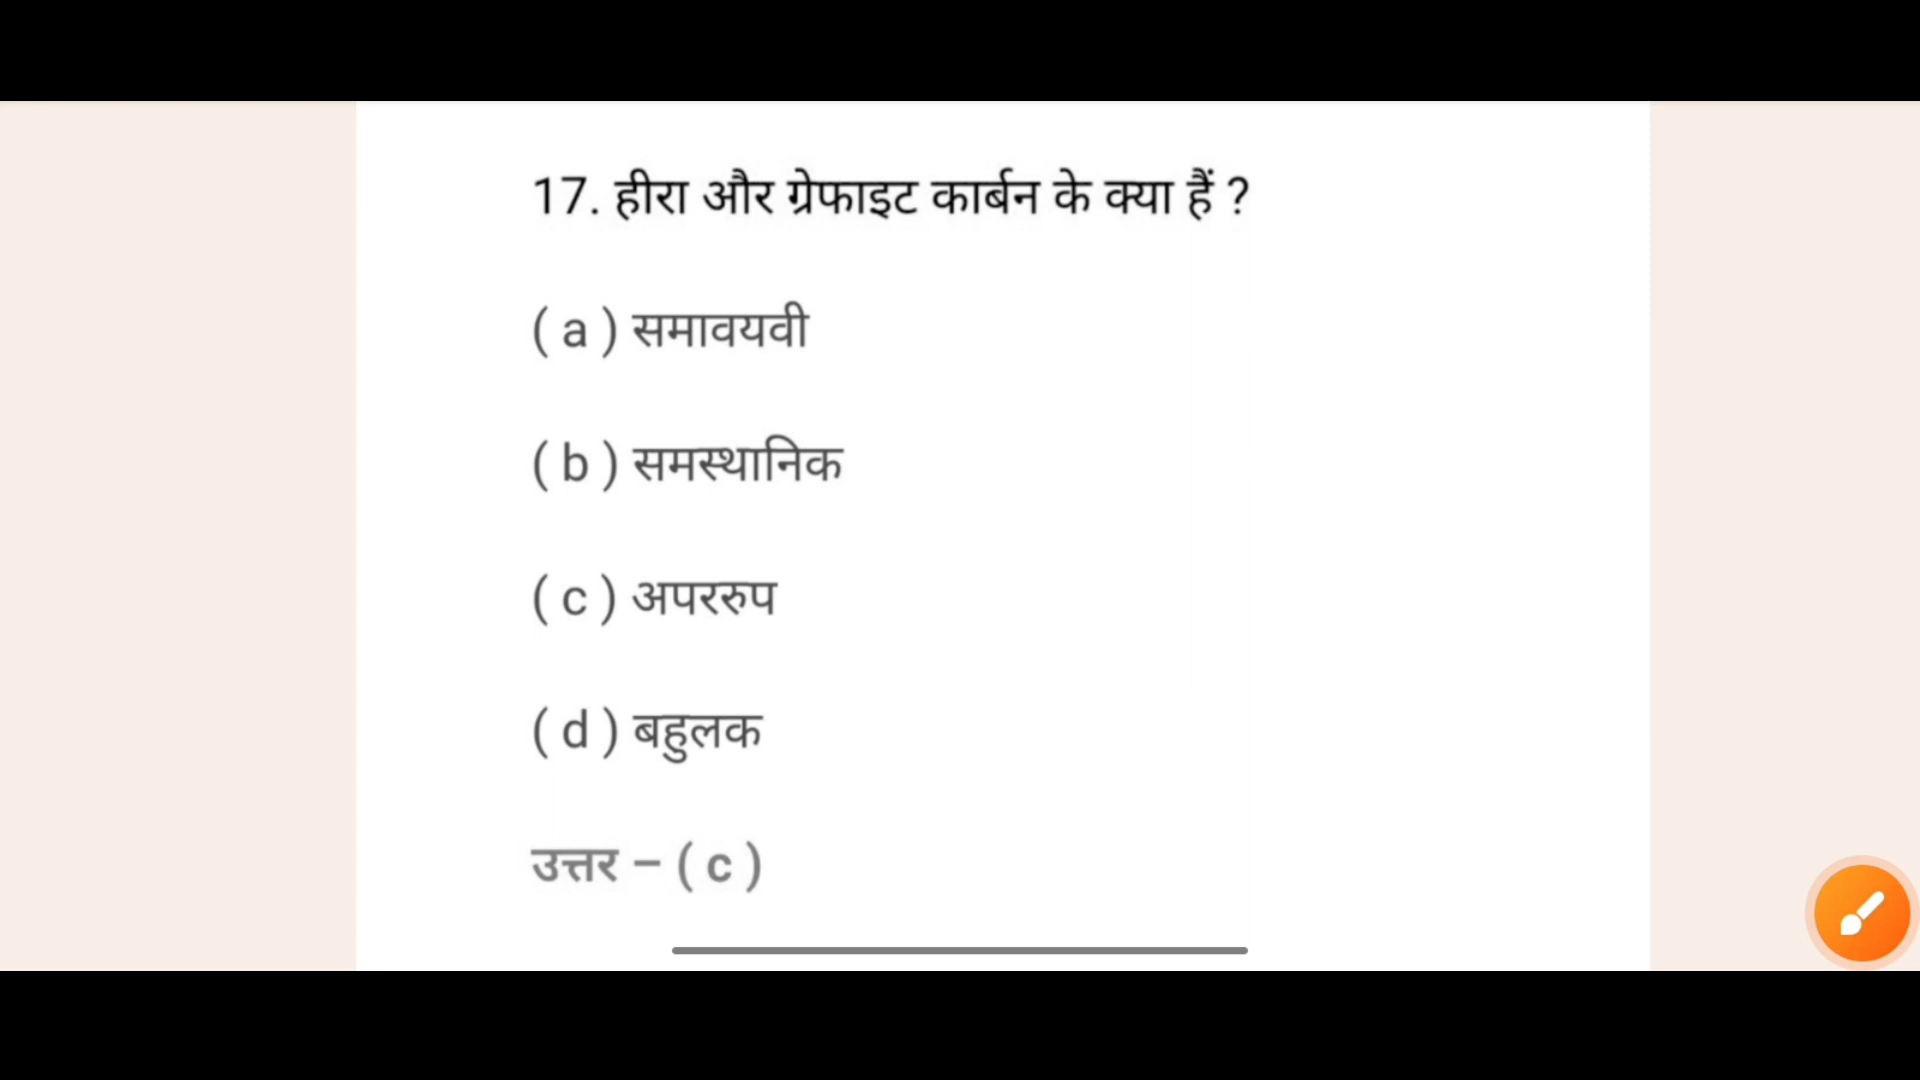 17. हीरा और ग्रेफाइट कार्बन के क्या हैं ?
( a ) समावयवी
( b ) समस्थानिक
( c ) अपररुप
( d ) बहुलक
उत्तर – ( c )